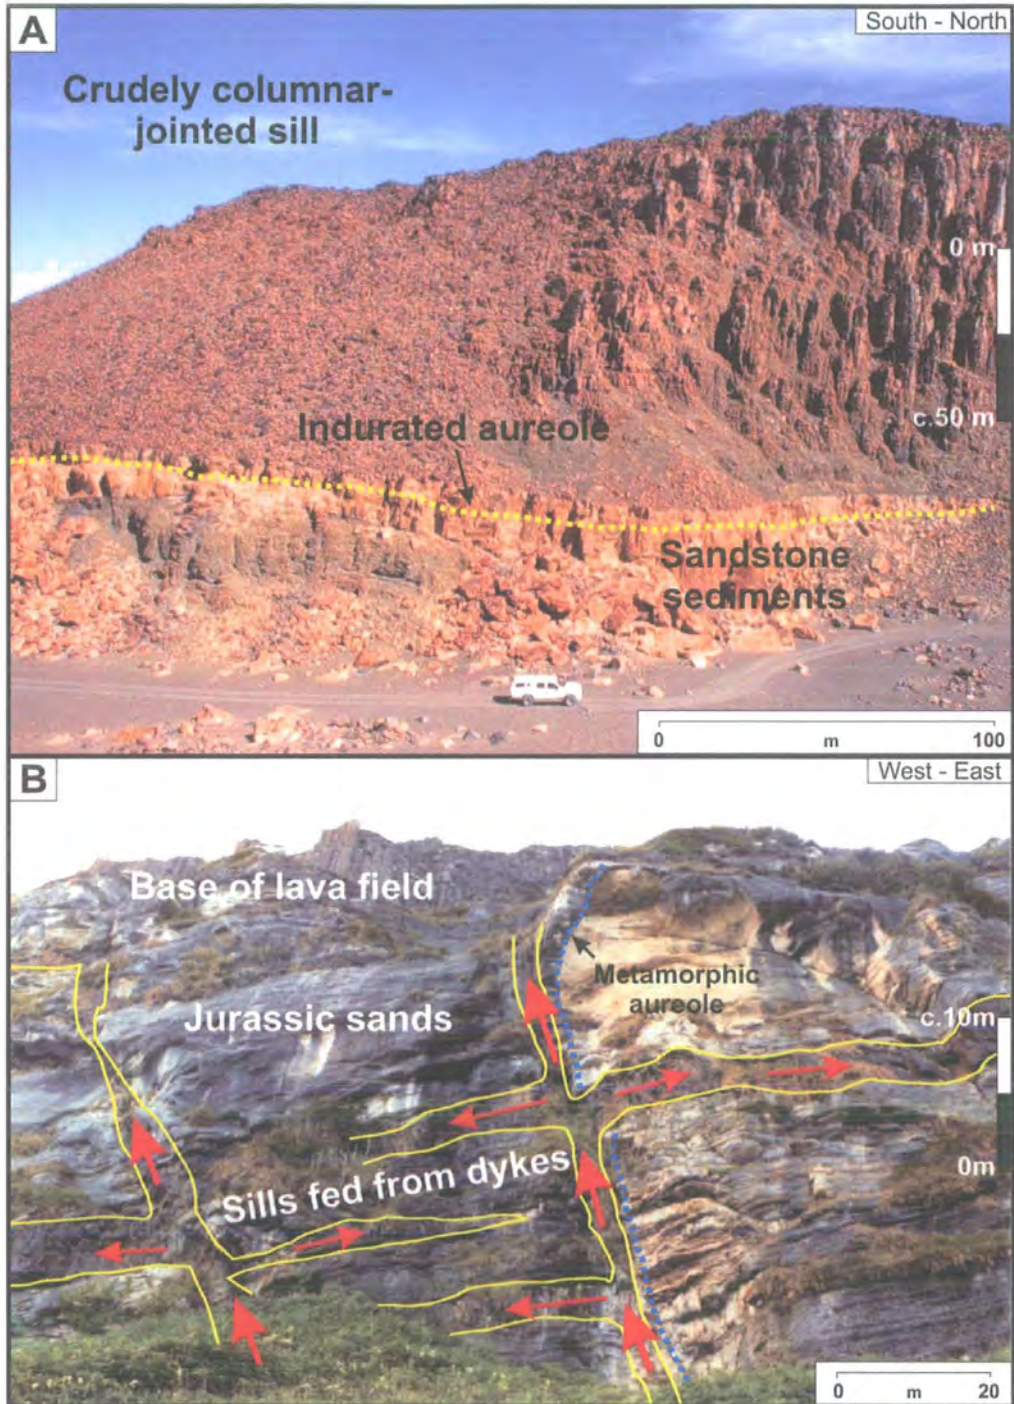 A
South - North
Crudely columnar-
jointed sill
0 m
c.50 m
Indurated aureole
Sandstone
sediments
0 m 100
B
West - East
Base of lava field
Metamorphic
aureole
Jurassic sands
c.10m
Sills fed from dykes
0m
0 m 20